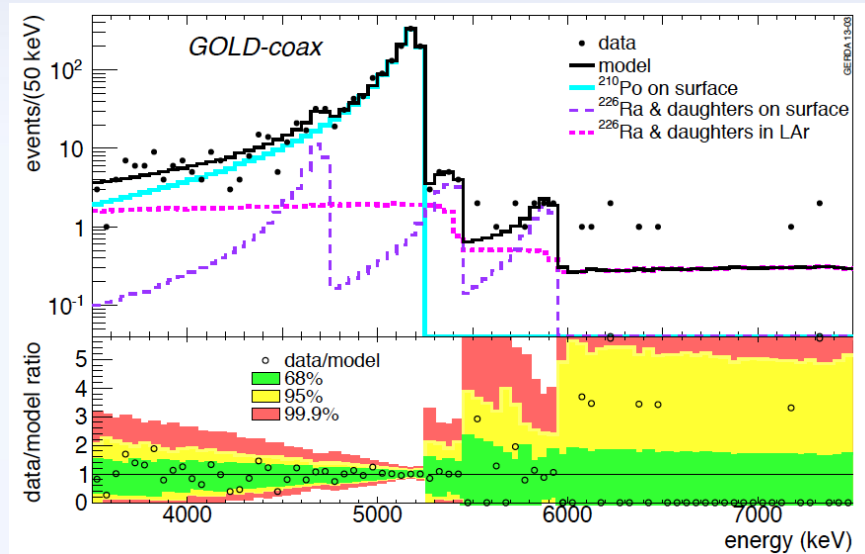 GOLD-coax
data
model
²¹⁰Po on surface
²²⁶Ra & daughters on surface
²²⁶Ra & daughters in LAr
GERDA 13-03
events/(50 keV)
10²
10
1
10⁻¹
data/model ratio
5
4
3
2
1
0
data/model
68%
95%
99.9%
4000 5000 6000 7000
energy (keV)